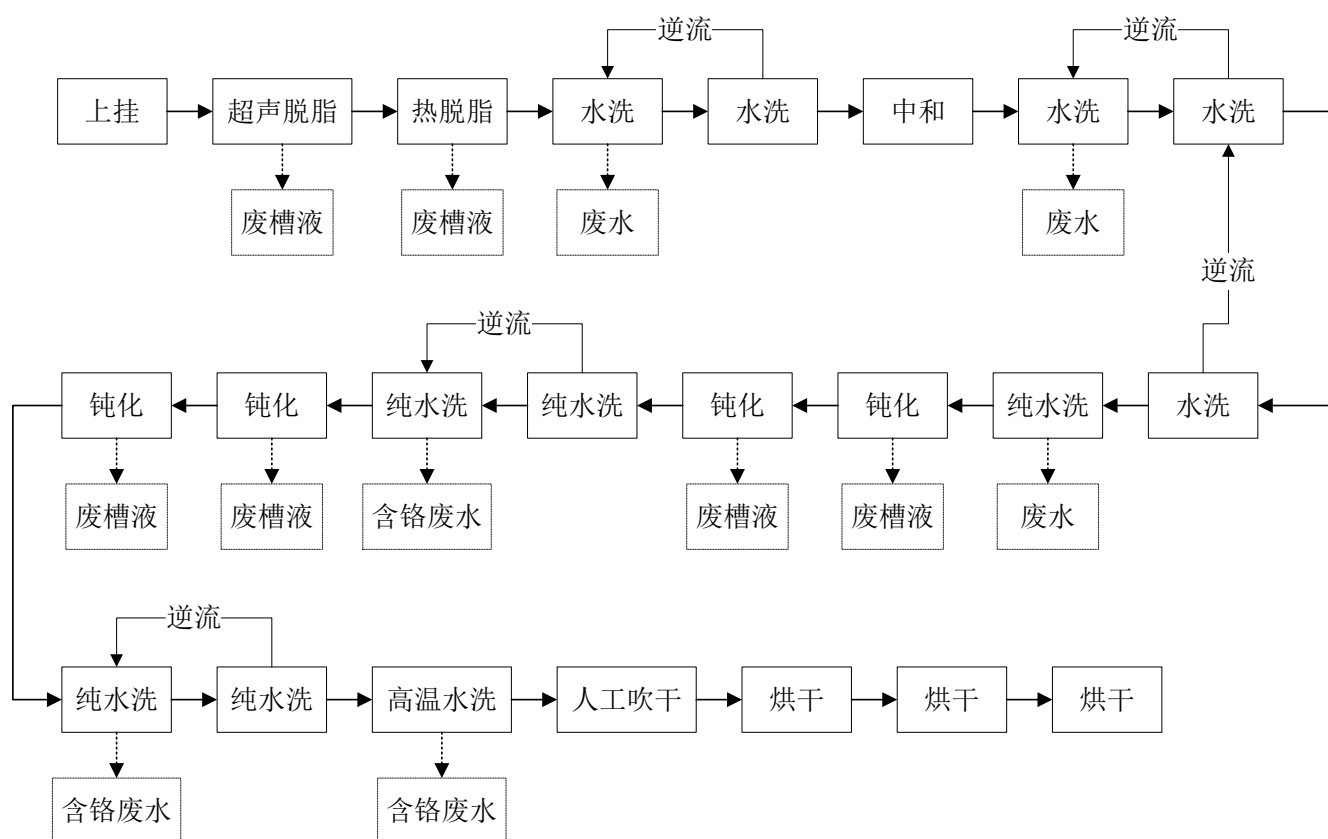 逆流 逆流
上挂 超声脱脂 热脱脂 水洗 水洗 中和 水洗 水洗
废槽液 废槽液 废水 废水
逆流
逆流
钝化 钝化 纯水洗 纯水洗 钝化 钝化 纯水洗 水洗
废槽液 废槽液 含铬废水 废槽液 废槽液 废水
逆流
纯水洗 纯水洗 高温水洗 人工吹干 烘干 烘干 烘干
含铬废水 含铬废水